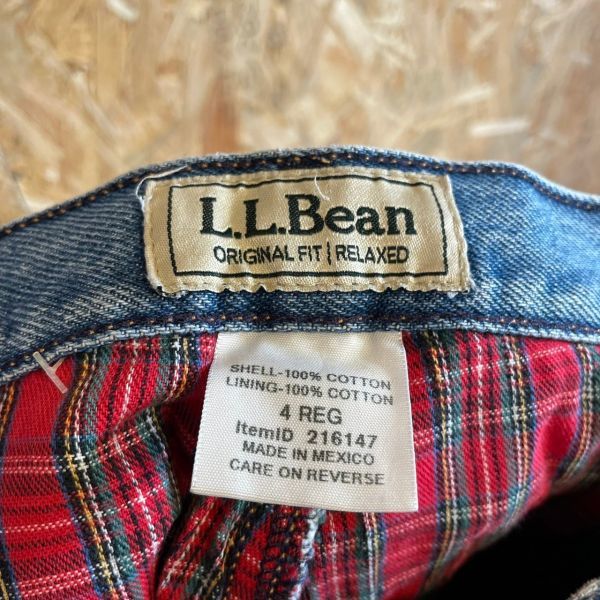 L.L.Bean
ORIGINAL FIT | RELAXED
SHELL-100% COTTON
LINING-100% COTTON
4 REG
ItemID 216147
MADE IN MEXICO
CARE ON REVERSE